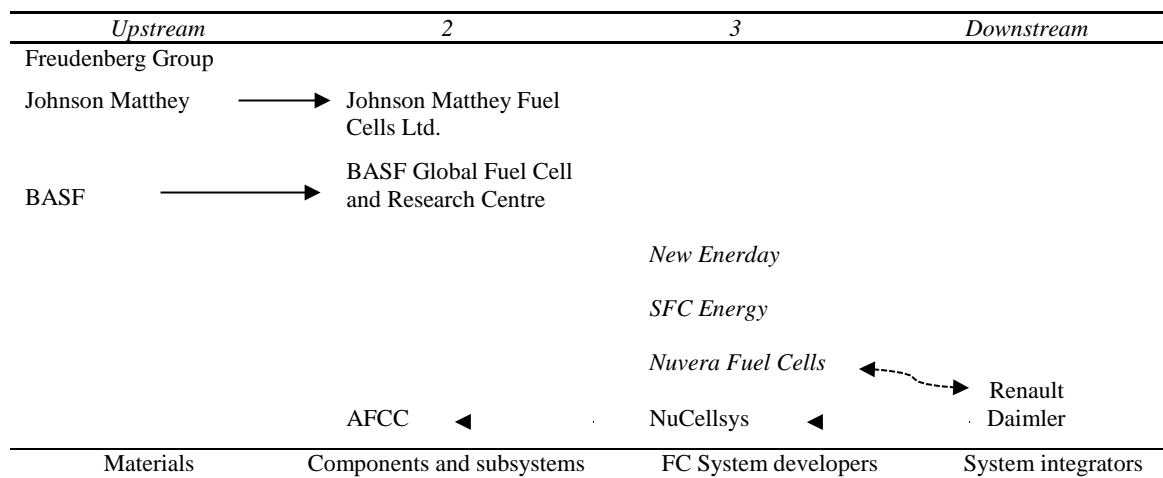 Upstream 2 3 Downstream
Freudenberg Group
Johnson Matthey Johnson Matthey Fuel
Cells Ltd.
BASF Global Fuel Cell
BASF and Research Centre
New Enerday
SFC Energy
Nuvera Fuel Cells
Renault
AFCC NuCellsys Daimler
Materials Components and subsystems FC System developers System integrators